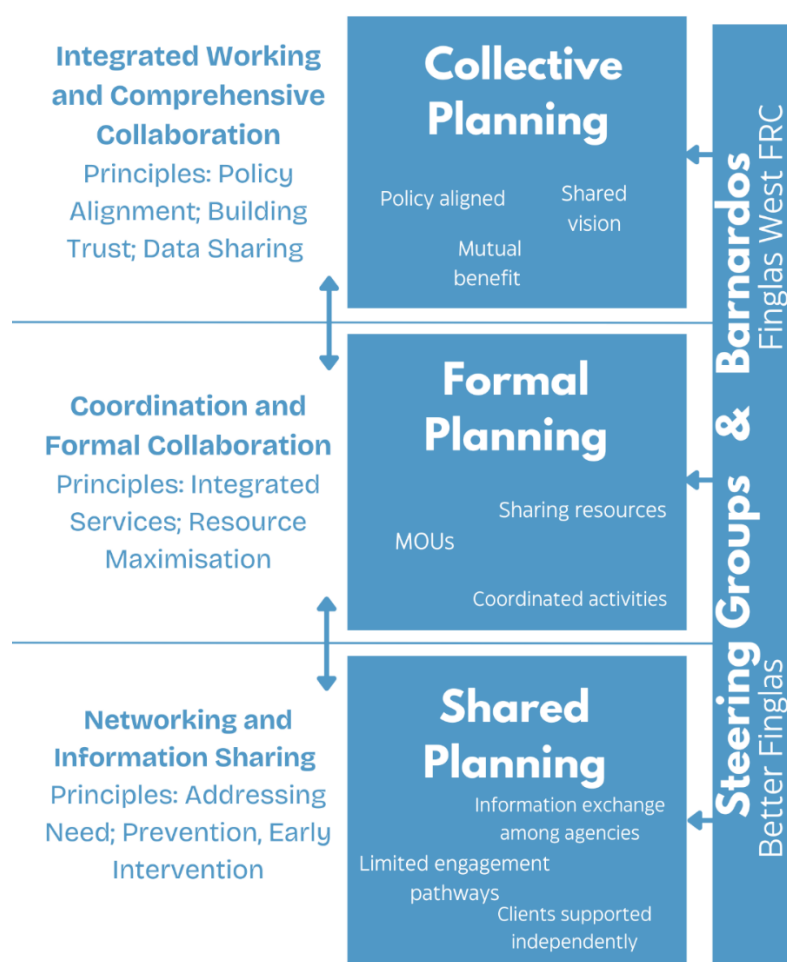 Integrated Working
and Comprehensive
Collaboration
Principles: Policy
Alignment; Building
Trust; Data Sharing
Collective
Planning
Policy aligned
Shared
vision
Mutual
benefit
Coordination and
Formal Collaboration
Principles: Integrated
Services; Resource
Maximisation
Formal
Planning
Sharing resources
MOUs
Coordinated activities
Networking and
Information Sharing
Principles: Addressing
Need; Prevention, Early
Intervention
Shared
Planning
Information exchange
among agencies
Limited engagement
pathways
Clients supported
independently
Steering Groups & Barnardos
Better Finglas
Finglas West FRC